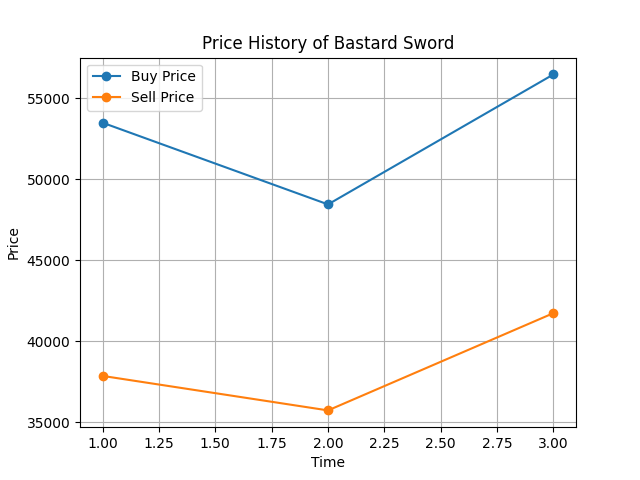 Price History of Bastard Sword
Buy Price
Sell Price
Price
55000
50000
45000
40000
35000
1.00 1.25 1.50 1.75 2.00 2.25 2.50 2.75 3.00
Time